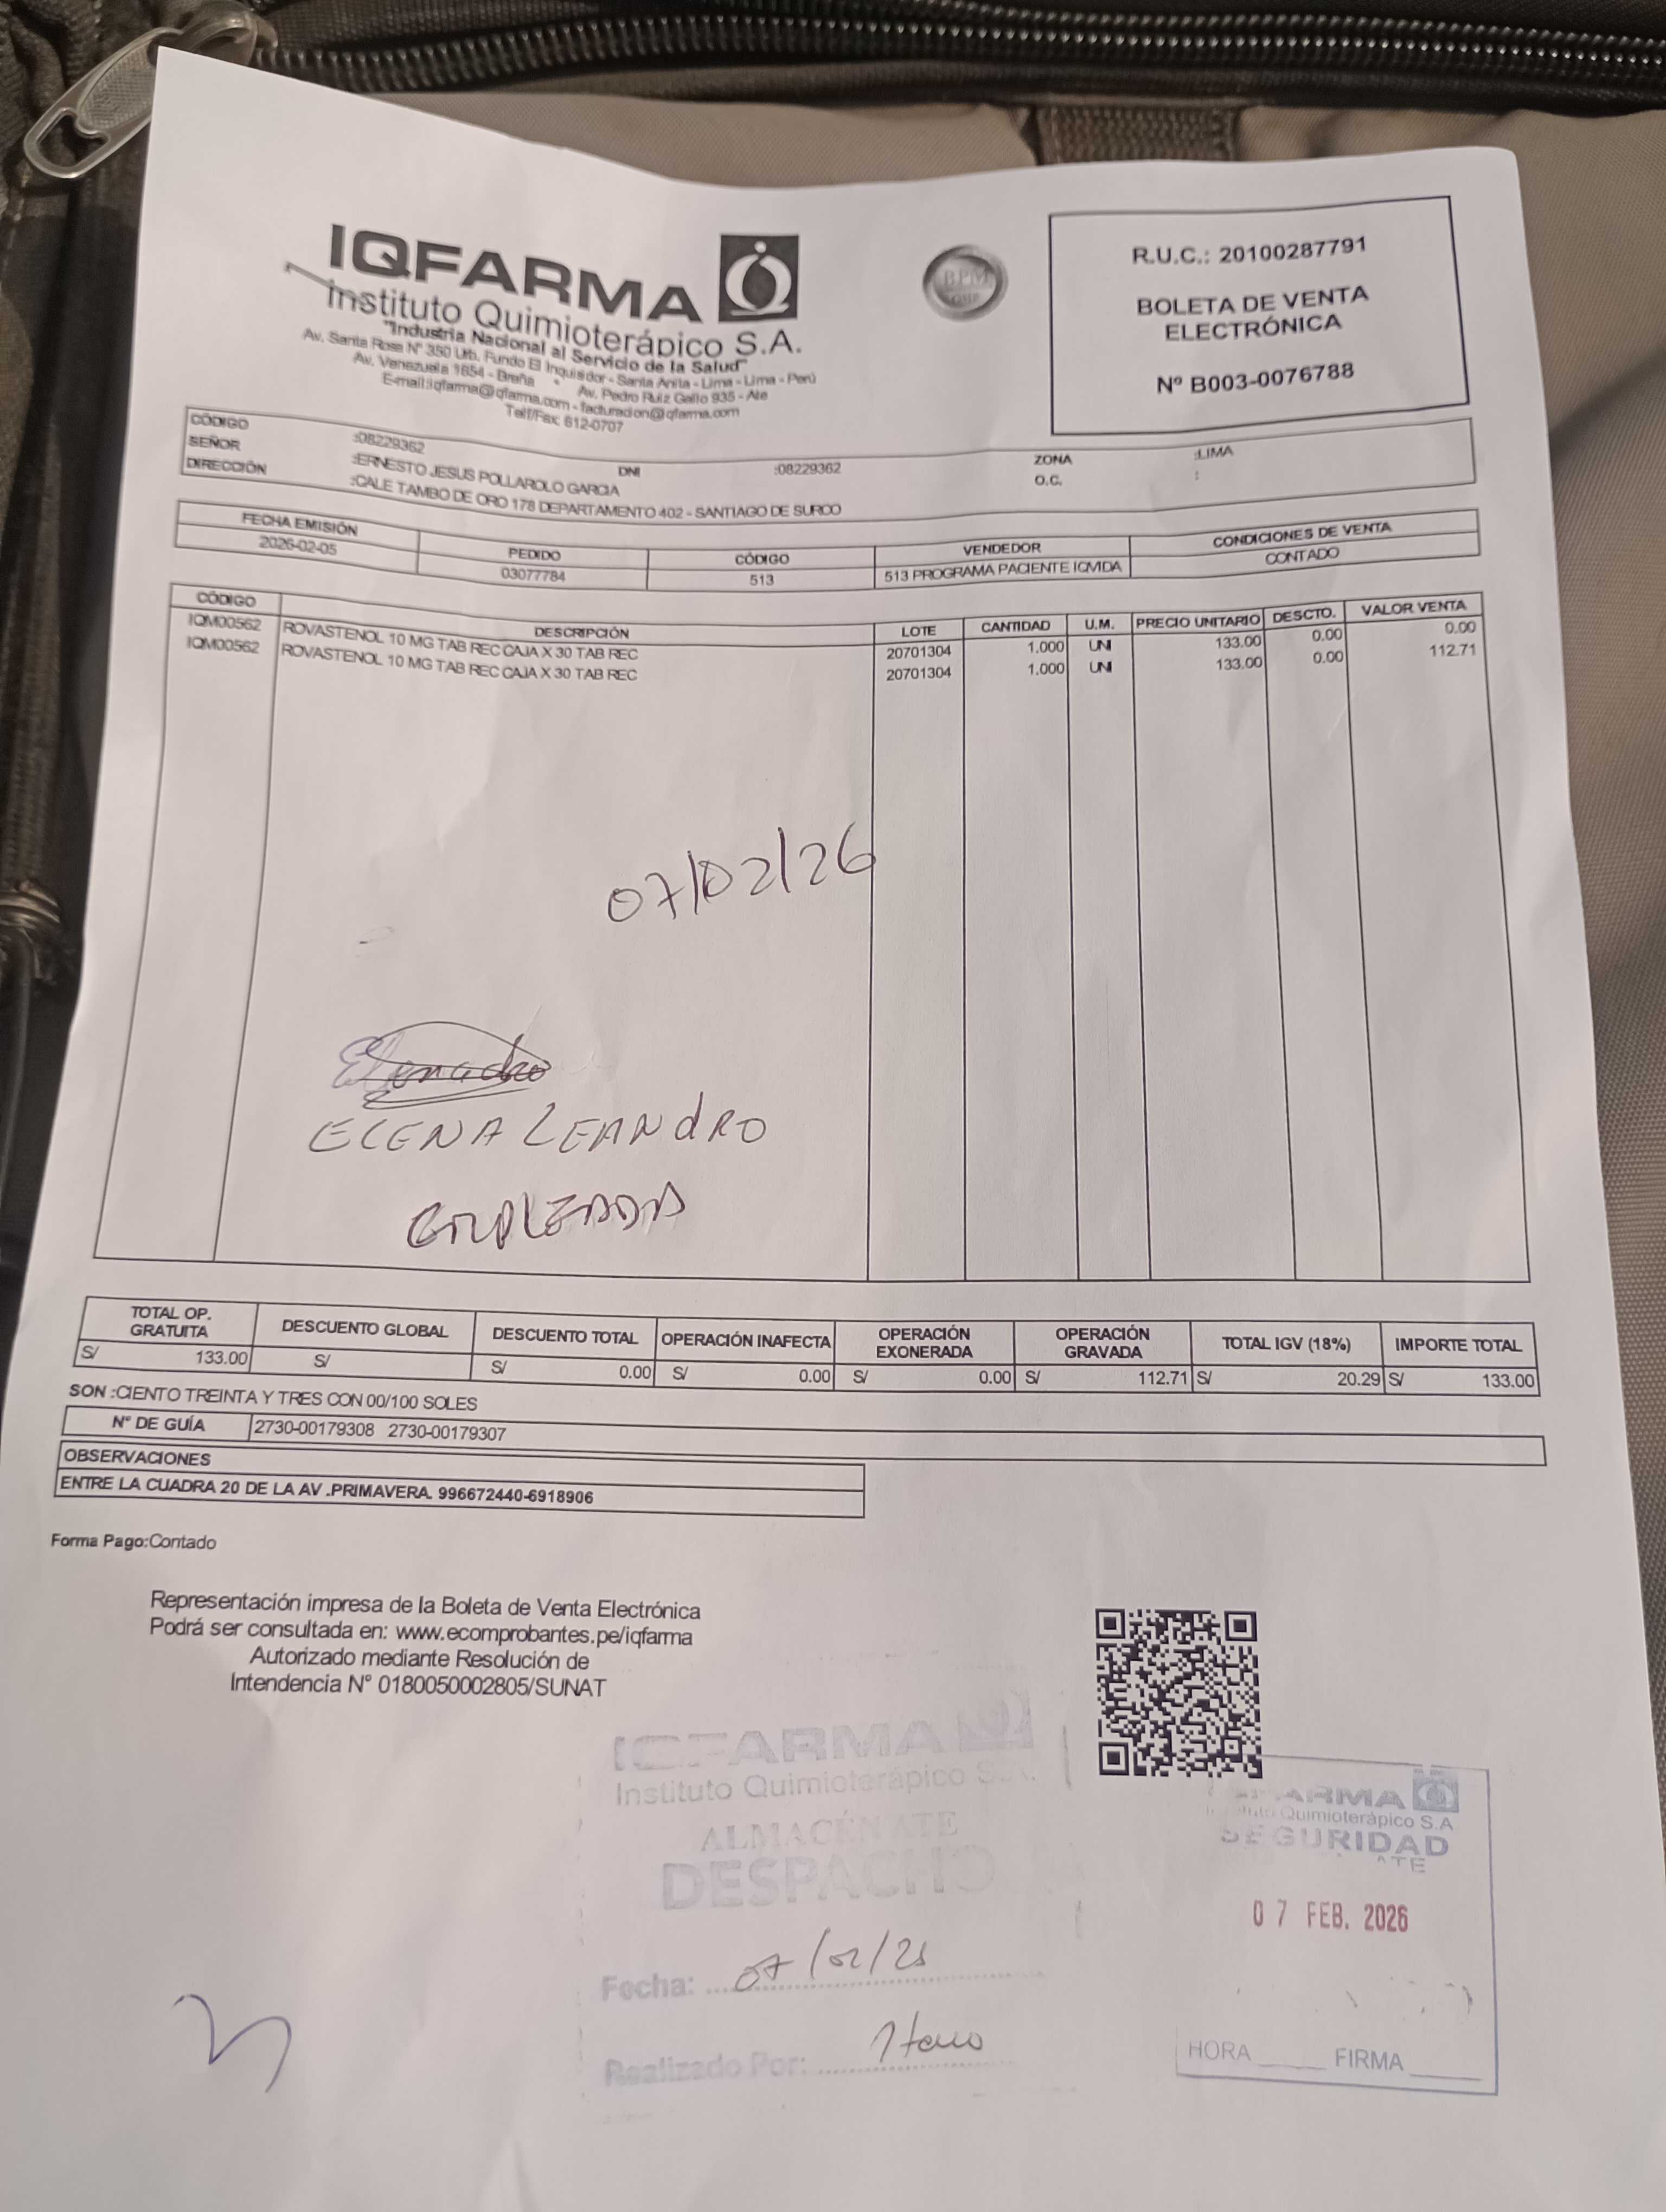 IQFARMA
Instituto Quimioterápico S.A.
"Industria Nacional al Servicio de la Salud"
Av. Santa Rosa N° 350 Urb. Fundo El Inquisidor - Santa Anita - Lima - Lima - Perú
Av. Venezuela 1654 - Breña - Av. Pedro Ruiz Gallo 935 - Ate
E-mail:iqfarma@qfarma.com - facturacion@qfarma.com
Telf/Fax: 612-0707
BPM
R.U.C.: 20100287791
BOLETA DE VENTA
ELECTRÓNICA
Nº B003-0076788
CÓDIGO :08229362
SEÑOR :ERNESTO JESUS POLLAROLO GARCIA DNI :08229362 ZONA :LIMA
DIRECCIÓN :CALE TAMBO DE ORO 178 DEPARTAMENTO 402 - SANTIAGO DE SURCO O.C. :
FECHA EMISIÓN PEDIDO CÓDIGO VENDEDOR CONDICIONES DE VENTA
2026-02-05 03077784 513 513 PROGRAMA PACIENTE IQMDA CONTADO
CÓDIGO DESCRIPCIÓN LOTE CANTIDAD U.M. PRECIO UNITARIO DESCTO. VALOR VENTA
IQM00562 ROVASTENOL 10 MG TAB REC CAJA X 30 TAB REC 20701304 1.000 UNI 133.00 0.00 0.00
IQM00562 ROVASTENOL 10 MG TAB REC CAJA X 30 TAB REC 20701304 1.000 UNI 133.00 0.00 112.71
07/02/26
ELENA LEANDRO
EMPLEADA
TOTAL OP. GRATUITA DESCUENTO GLOBAL DESCUENTO TOTAL OPERACIÓN INAFECTA OPERACIÓN EXONERADA OPERACIÓN GRAVADA TOTAL IGV (18%) IMPORTE TOTAL
S/ 133.00 S/ S/ 0.00 S/ 0.00 S/ 0.00 S/ 112.71 S/ 20.29 S/ 133.00
SON :CIENTO TREINTA Y TRES CON 00/100 SOLES
N° DE GUÍA 2730-00179308 2730-00179307
OBSERVACIONES
ENTRE LA CUADRA 20 DE LA AV .PRIMAVERA. 996672440-6918906
Forma Pago:Contado
Representación impresa de la Boleta de Venta Electrónica
Podrá ser consultada en: www.ecomprobantes.pe/iqfarma
Autorizado mediante Resolución de
Intendencia N° 0180050002805/SUNAT
IQFARMA
Instituto Quimioterápico S.A.
ALMACÉN ATE
DESPACHO
Fecha: 07/02/26
Realizado Por:
IQFARMA
Instituto Quimioterápico S.A
SEGURIDAD
ATE
07 FEB. 2026
HORA FIRMA